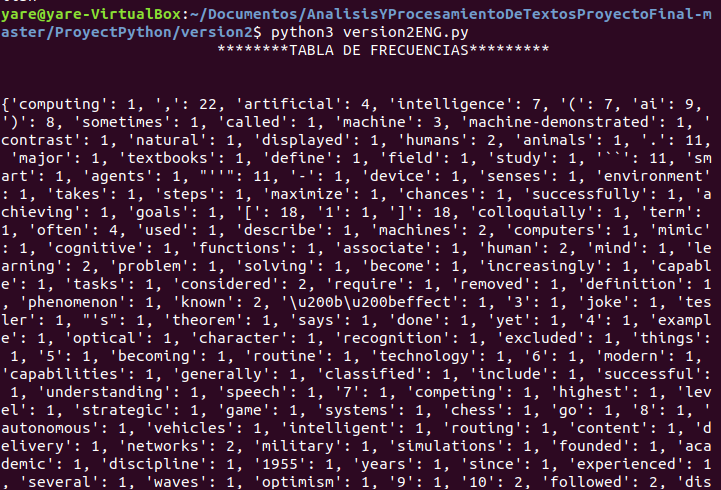 yare@yare-VirtualBox:~/Documentos/AnalisisYProcesamientoDeTextosProyectoFinal-m
aster/ProyectPython/version2$ python3 version2ENG.py
********TABLA DE FRECUENCIAS*********
{'computing': 1, ',': 22, 'artificial': 4, 'intelligence': 7, '(': 7, 'ai': 9,
')': 8, 'sometimes': 1, 'called': 1, 'machine': 3, 'machine-demonstrated': 1, '
contrast': 1, 'natural': 1, 'displayed': 1, 'humans': 2, 'animals': 1, '.': 11,
 'major': 1, 'textbooks': 1, 'define': 1, 'field': 1, 'study': 1, '``': 11, 'sm
art': 1, 'agents': 1, "''": 11, '-': 1, 'device': 1, 'senses': 1, 'environment'
: 1, 'takes': 1, 'steps': 1, 'maximize': 1, 'chances': 1, 'successfully': 1, 'a
chieving': 1, 'goals': 1, '[': 18, '1': 1, ']': 18, 'colloquially': 1, 'term': 
1, 'often': 4, 'used': 1, 'describe': 1, 'machines': 2, 'computers': 1, 'mimic'
: 1, 'cognitive': 1, 'functions': 1, 'associate': 1, 'human': 2, 'mind': 1, 'le
arning': 2, 'problem': 1, 'solving': 1, 'become': 1, 'increasingly': 1, 'capabl
e': 1, 'tasks': 1, 'considered': 2, 'require': 1, 'removed': 1, 'definition': 1
, 'phenomenon': 1, 'known': 2, '\u200b\u200beffect': 1, '3': 1, 'joke': 1, 'tes
ler': 1, "'s": 1, 'theorem': 1, 'says': 1, 'done': 1, 'yet': 1, '4': 1, 'exampl
e': 1, 'optical': 1, 'character': 1, 'recognition': 1, 'excluded': 1, 'things':
 1, '5': 1, 'becoming': 1, 'routine': 1, 'technology': 1, '6': 1, 'modern': 1,
'capabilities': 1, 'generally': 1, 'classified': 1, 'include': 1, 'successful':
 1, 'understanding': 1, 'speech': 1, '7': 1, 'competing': 1, 'highest': 1, 'lev
el': 1, 'strategic': 1, 'game': 1, 'systems': 1, 'chess': 1, 'go': 1, '8': 1, '
autonomous': 1, 'vehicles': 1, 'intelligent': 1, 'routing': 1, 'content': 1, 'd
elivery': 1, 'networks': 2, 'military': 1, 'simulations': 1, 'founded': 1, 'aca
demic': 1, 'discipline': 1, '1955': 1, 'years': 1, 'since': 1, 'experienced': 1
, 'several': 1, 'waves': 1, 'optimism': 1, '9': 1, '10': 2, 'followed': 2, 'dis